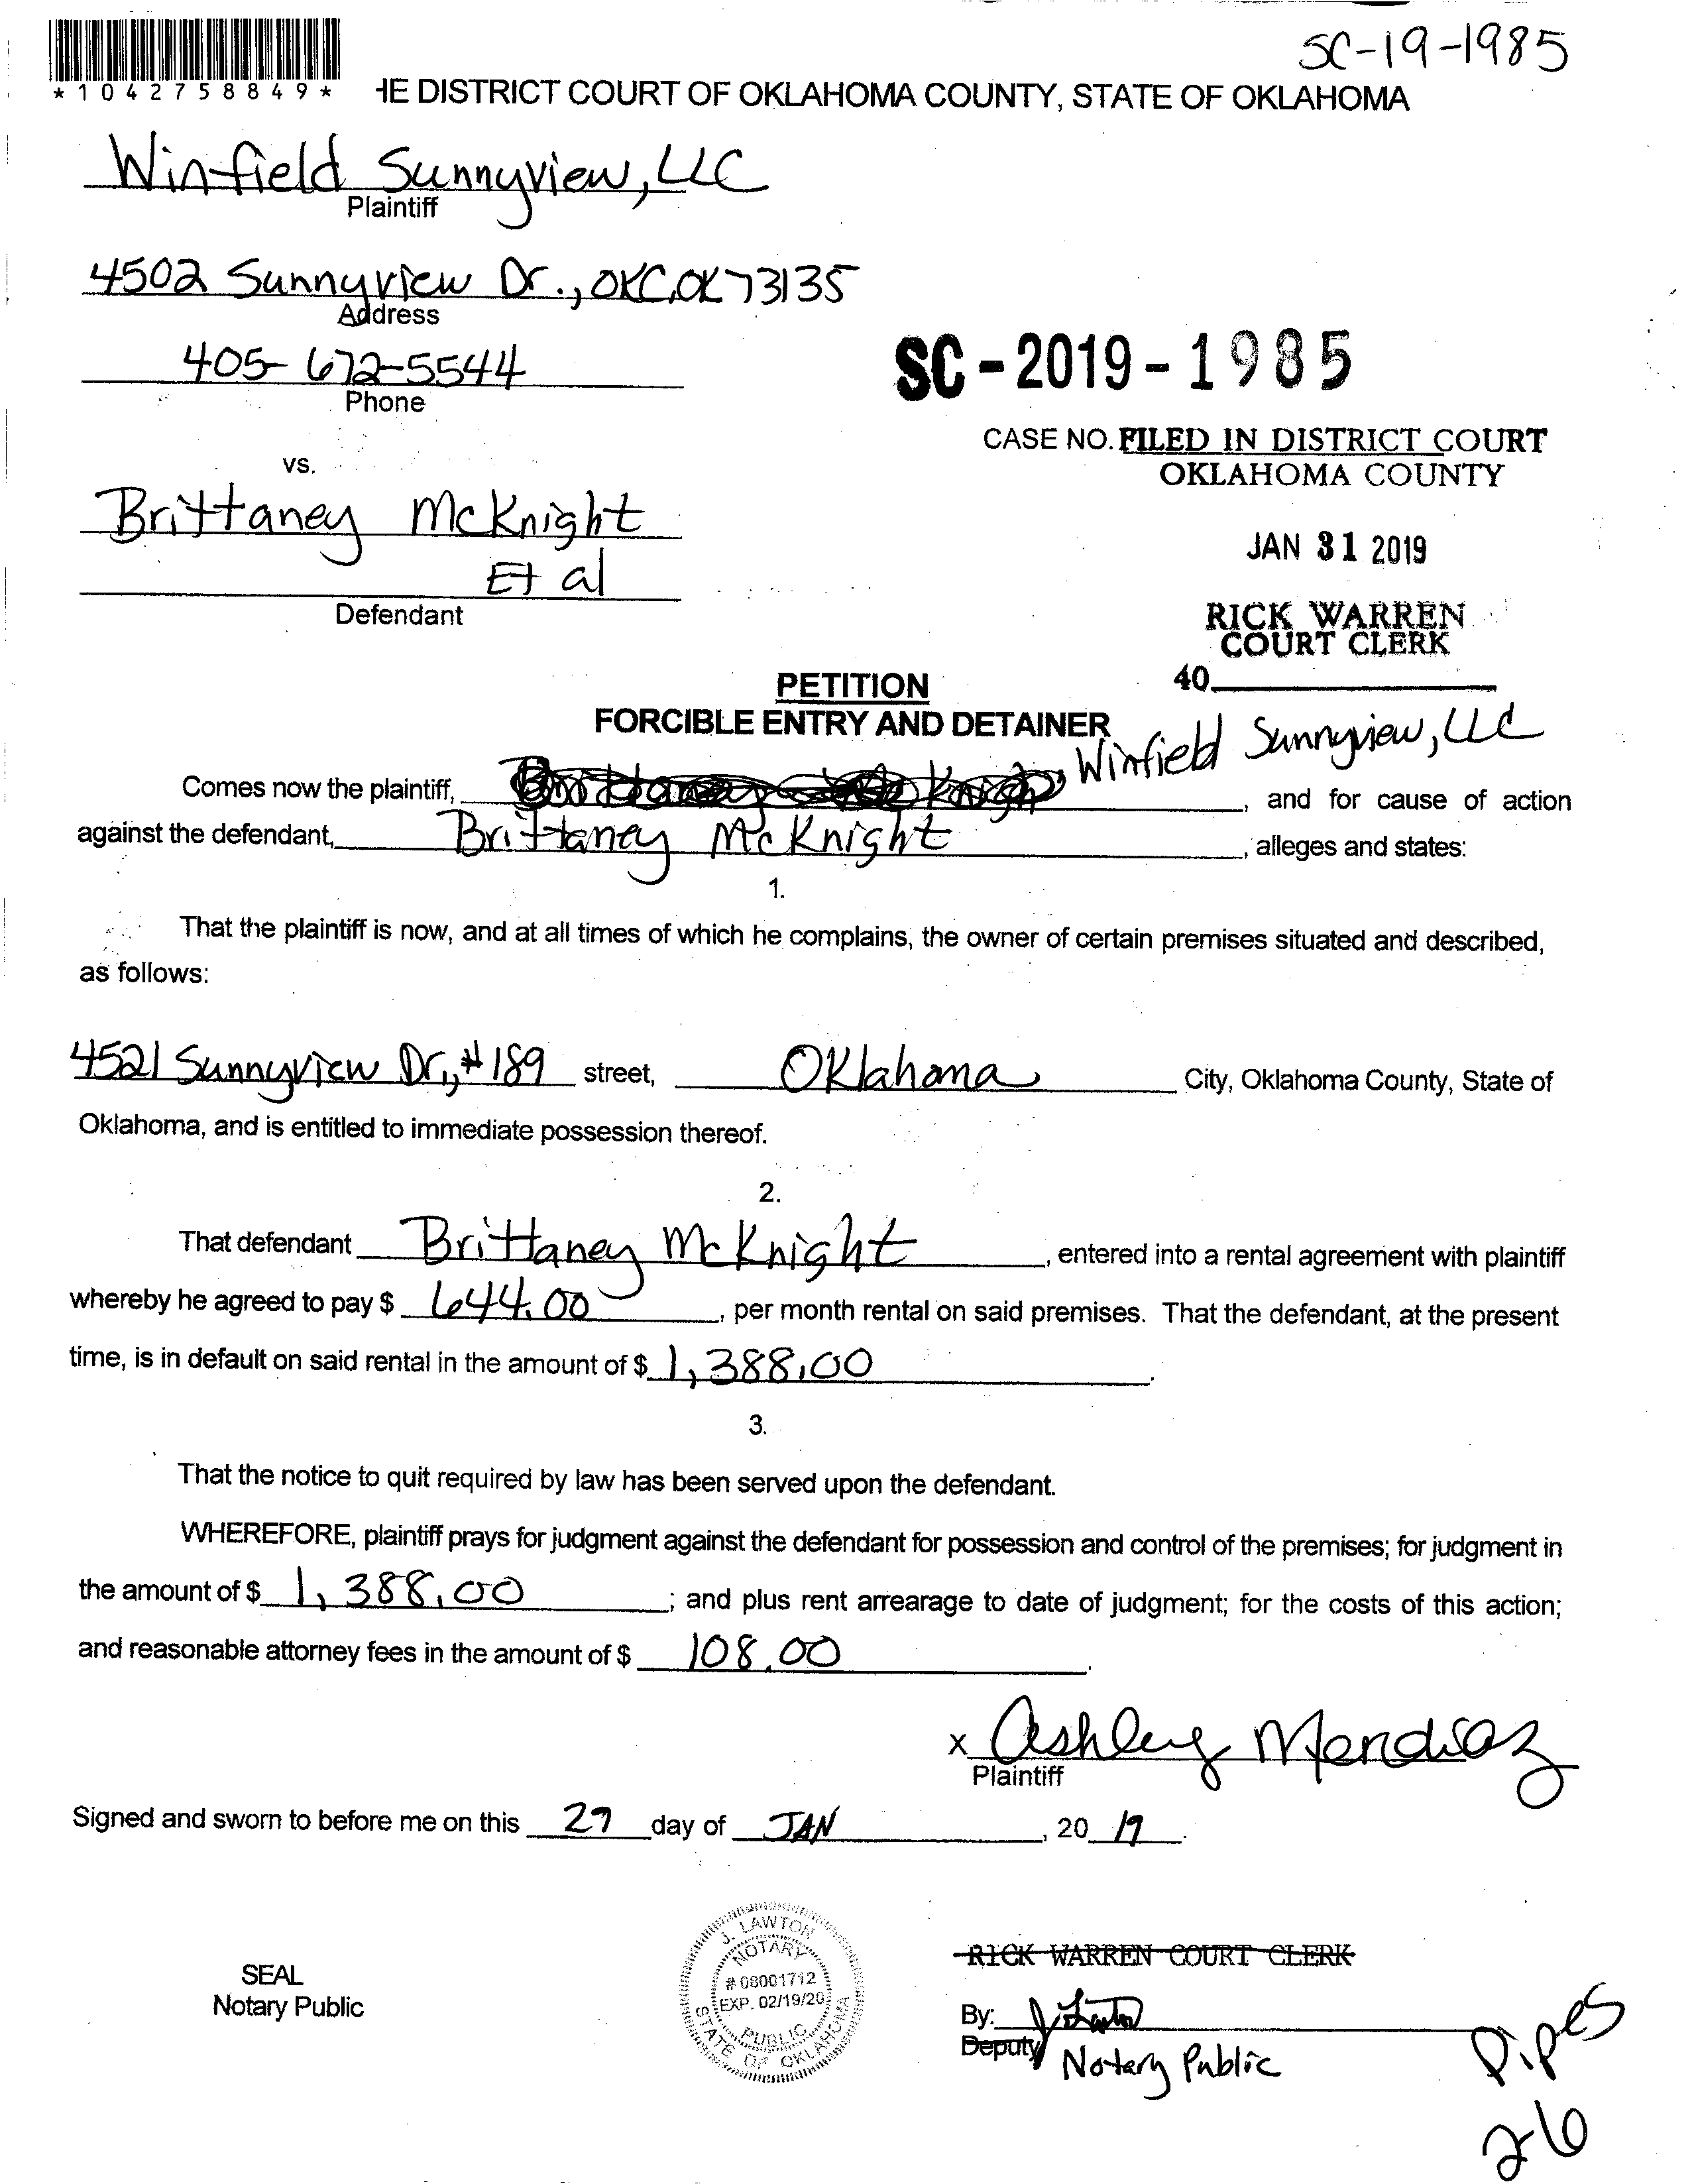 SC-19-1985
*1042758849*
HE DISTRICT COURT OF OKLAHOMA COUNTY, STATE OF OKLAHOMA
Winfield Sunnyview, LLC
Plaintiff
4502 Sunnyview Dr., OKC, OK 73135
Address
405-672-5544
Phone
SC-2019-1985
CASE NO. FILED IN DISTRICT COURT
OKLAHOMA COUNTY
vs.
Brittaney McKnight
Et al
Defendant
JAN 31 2019
RICK WARREN
COURT CLERK
40
PETITION
FORCIBLE ENTRY AND DETAINER
Comes now the plaintiff, Winfield Sunnyview, LLC, and for cause of action
against the defendant, Brittaney McKnight, alleges and states:
1.
That the plaintiff is now, and at all times of which he complains, the owner of certain premises situated and described,
as follows:
4521 Sunnyview Dr., #189 street, Oklahoma City, Oklahoma County, State of
Oklahoma, and is entitled to immediate possession thereof.
2.
That defendant Brittaney McKnight, entered into a rental agreement with plaintiff
whereby he agreed to pay $ 644.00, per month rental on said premises. That the defendant, at the present
time, is in default on said rental in the amount of $ 1,388.00.
3.
That the notice to quit required by law has been served upon the defendant.
WHEREFORE, plaintiff prays for judgment against the defendant for possession and control of the premises; for judgment in
the amount of $ 1,388.00; and plus rent arrearage to date of judgment; for the costs of this action;
and reasonable attorney fees in the amount of $ 108.00.
x Ashley Mendiaz
Plaintiff
Signed and sworn to before me on this 29 day of JAN, 20 19.
SEAL
Notary Public
J. LAWTON
NOTARY
# 08001712
EXP. 02/19/20
PUBLIC
STATE OF OKLAHOMA
RICK WARREN COURT CLERK
By: J. Lawton
Deputy Notary Public
Pipes
26